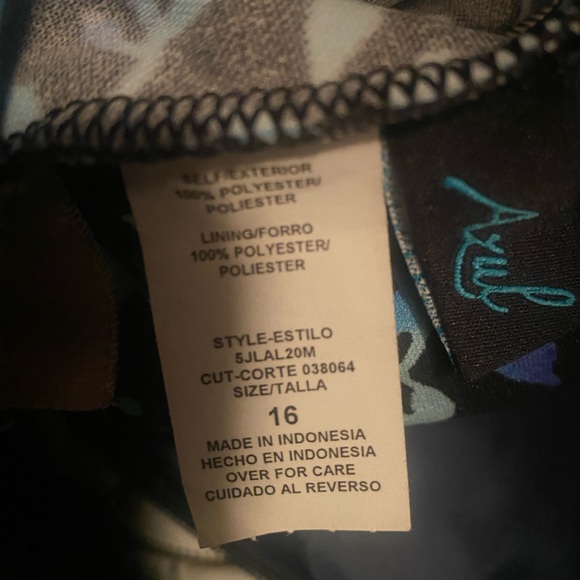 SELF/EXTERIOR
100% POLYESTER/
POLIESTER
LINING/FORRO
100% POLYESTER/
POLIESTER
STYLE-ESTILO
5JLAL20M
CUT-CORTE 038064
SIZE/TALLA
16
MADE IN INDONESIA
HECHO EN INDONESIA
OVER FOR CARE
CUIDADO AL REVERSO
Axul